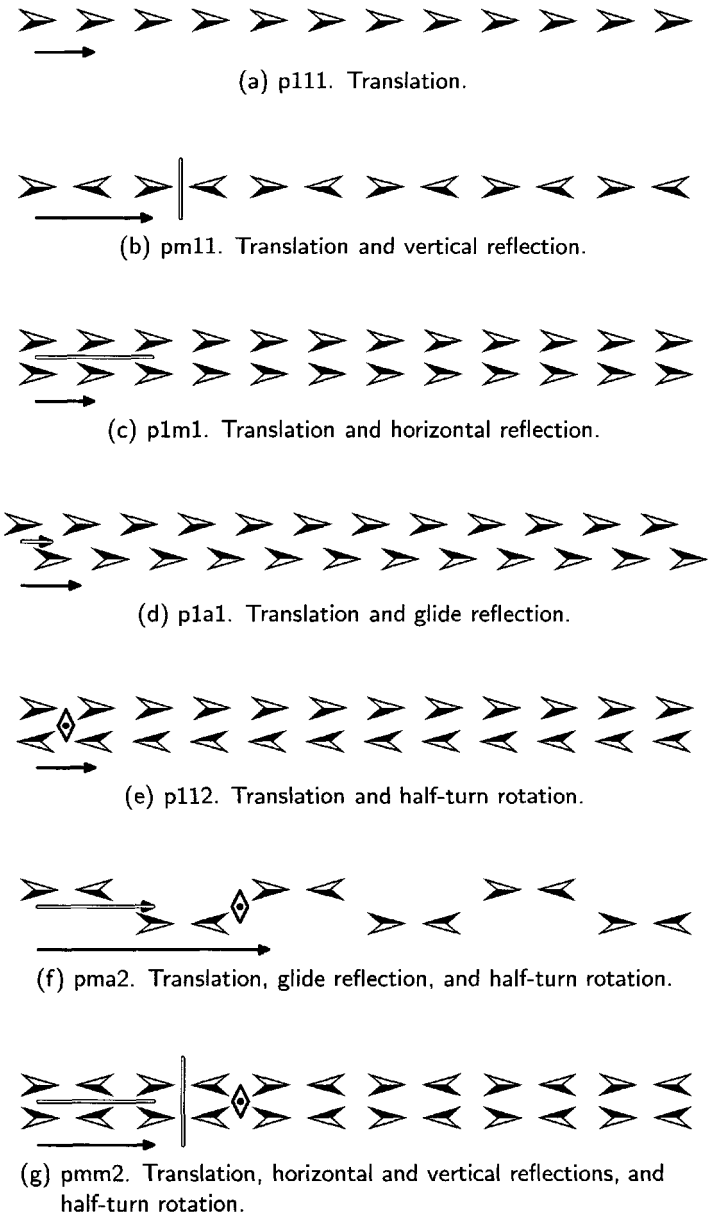 (a) p111. Translation.
(b) pm11. Translation and vertical reflection.
(c) p1m1. Translation and horizontal reflection.
(d) p1a1. Translation and glide reflection.
(e) p112. Translation and half-turn rotation.
(f) pma2. Translation, glide reflection, and half-turn rotation.
(g) pmm2. Translation, horizontal and vertical reflections, and
half-turn rotation.